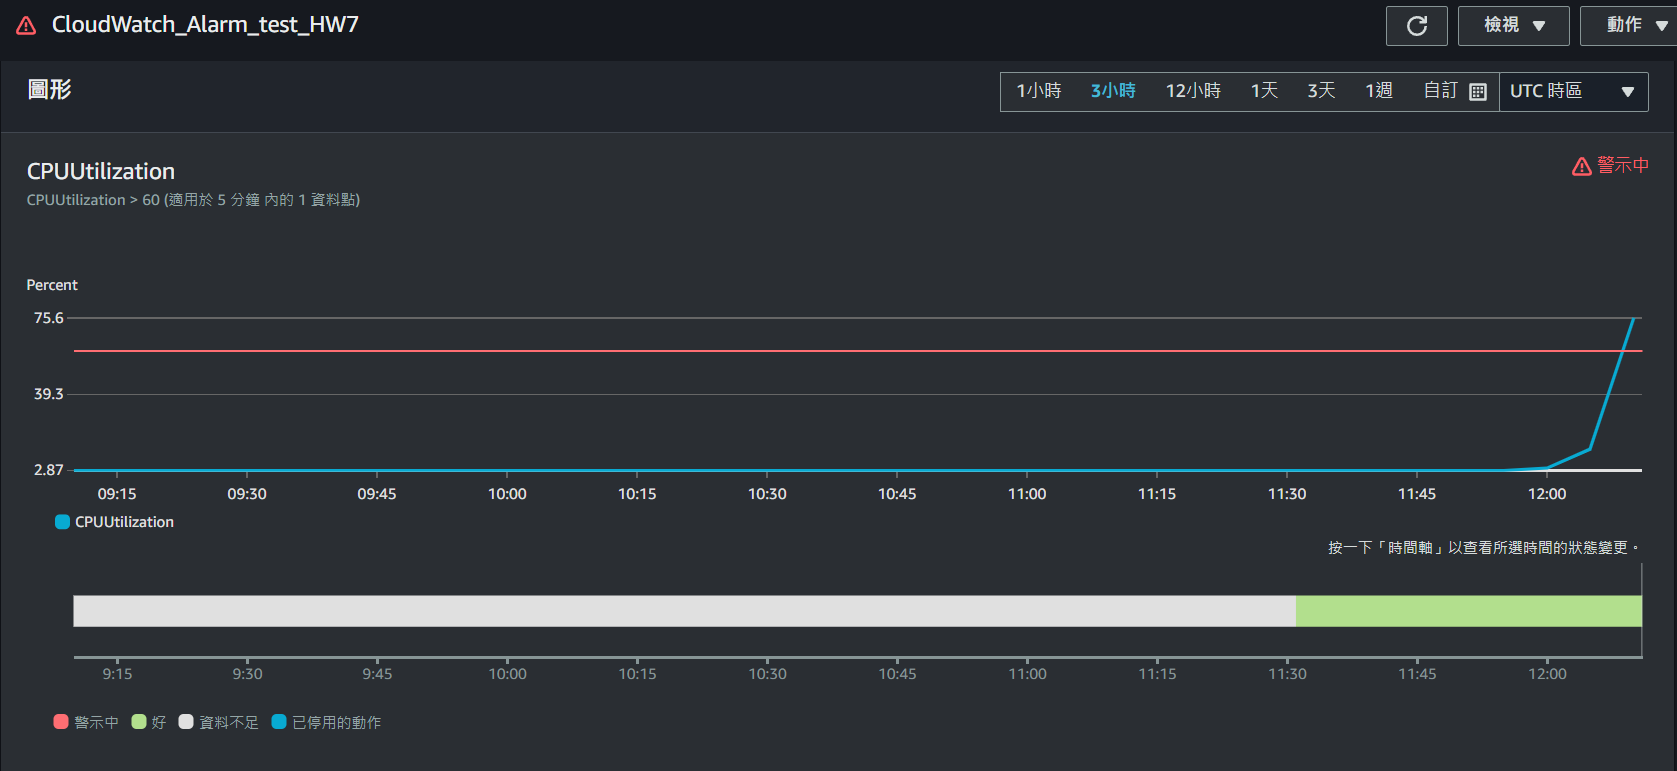 CloudWatch_Alarm_test_HW7
檢視
動作
圖形
1小時 3小時 12小時 1天 3天 1週 自訂 UTC 時區
CPUUtilization
警示中
CPUUtilization > 60 (適用於 5 分鐘 內的 1 資料點)
Percent
75.6
39.3
2.87
09:15 09:30 09:45 10:00 10:15 10:30 10:45 11:00 11:15 11:30 11:45 12:00
CPUUtilization
按一下「時間軸」以查看所選時間的狀態變更。
9:15 9:30 9:45 10:00 10:15 10:30 10:45 11:00 11:15 11:30 11:45 12:00
警示中 好 資料不足 已停用的動作